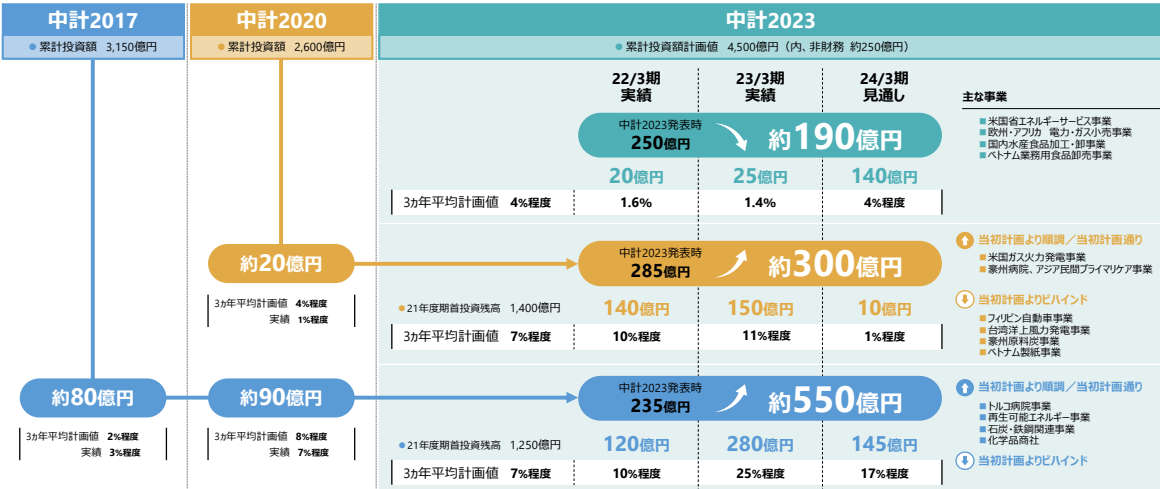 中計2017
● 累計投資額 3,150億円
中計2020
● 累計投資額 2,600億円
中計2023
● 累計投資額計画値 4,500億円（内、非財務 約250億円）
22/3期
実績
23/3期
実績
24/3期
見通し
主な事業
中計2023発表時
250億円
約190億円
■米国省エネルギーサービス事業
■欧州・アフリカ 電力・ガス小売事業
■国内水産食品加工・卸事業
■ベトナム業務用食品卸売事業
20億円
25億円
140億円
3ヵ年平均計画値 4%程度
1.6%
1.4%
4%程度
約20億円
3ヵ年平均計画値 4%程度
実績 1%程度
中計2023発表時
285億円
約300億円
当初計画より順調／当初計画通り
■米国ガス火力発電事業
■豪州病院、アジア民間プライマリケア事業
●21年度期首投資残高 1,400億円
140億円
150億円
10億円
3ヵ年平均計画値 7%程度
10%程度
11%程度
1%程度
当初計画よりビハインド
■フィリピン自動車事業
■台湾洋上風力発電事業
■豪州原料炭事業
■ベトナム製紙事業
約80億円
3ヵ年平均計画値 2%程度
実績 3%程度
約90億円
3ヵ年平均計画値 8%程度
実績 7%程度
中計2023発表時
235億円
約550億円
当初計画より順調／当初計画通り
■トルコ病院事業
■再生可能エネルギー事業
■石炭・鉄鋼関連事業
■化学品商社
●21年度期首投資残高 1,250億円
120億円
280億円
145億円
3ヵ年平均計画値 7%程度
10%程度
25%程度
17%程度
当初計画よりビハインド